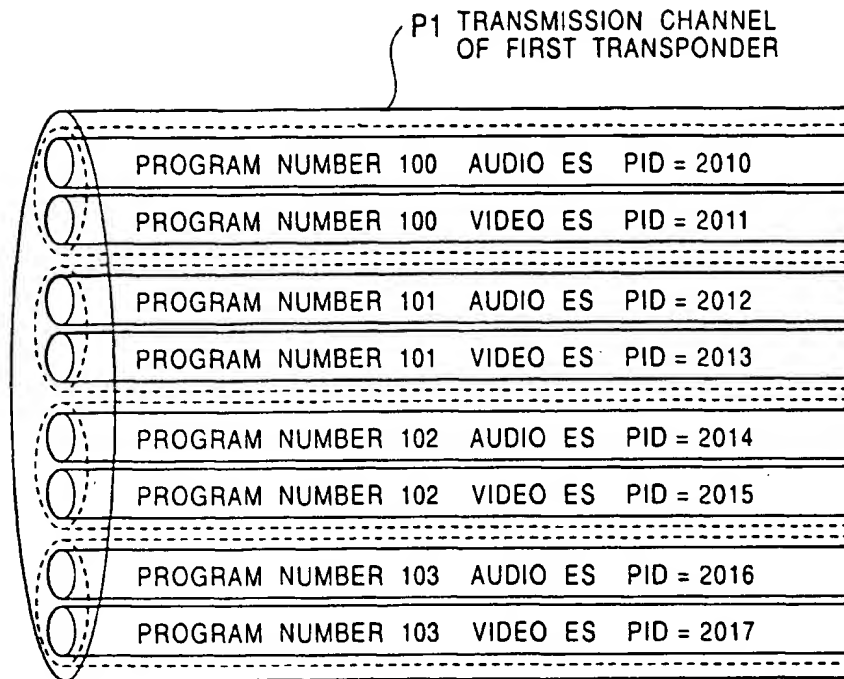 P1 TRANSMISSION CHANNEL
OF FIRST TRANSPONDER
PROGRAM NUMBER 100 AUDIO ES PID = 2010
PROGRAM NUMBER 100 VIDEO ES PID = 2011
PROGRAM NUMBER 101 AUDIO ES PID = 2012
PROGRAM NUMBER 101 VIDEO ES PID = 2013
PROGRAM NUMBER 102 AUDIO ES PID = 2014
PROGRAM NUMBER 102 VIDEO ES PID = 2015
PROGRAM NUMBER 103 AUDIO ES PID = 2016
PROGRAM NUMBER 103 VIDEO ES PID = 2017